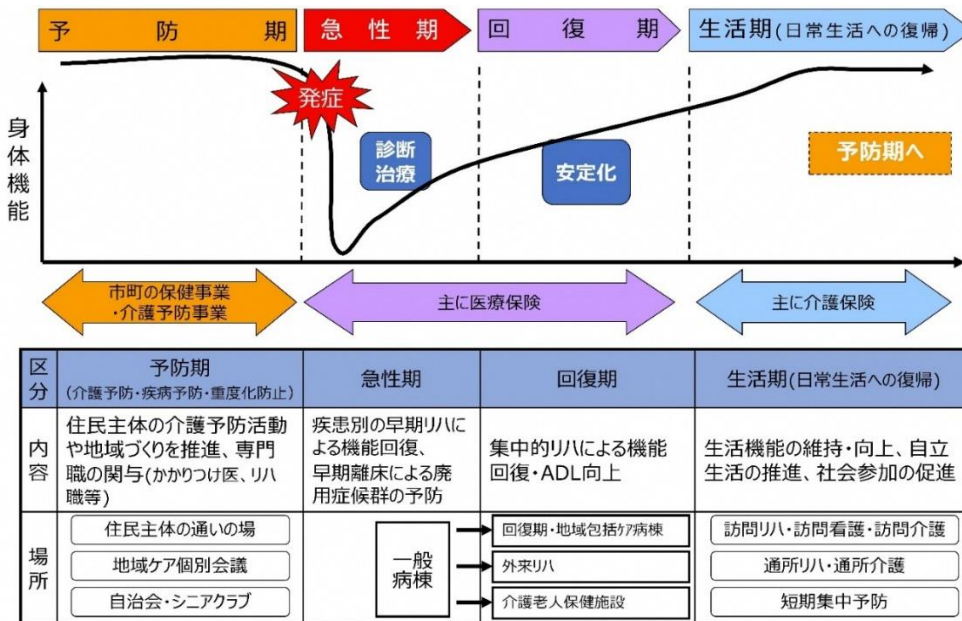 予防期
急性期
回復期
生活期(日常生活への復帰)
発症
身体機能
診断
治療
安定化
予防期へ
市町の保健事業
・介護予防事業
主に医療保険
主に介護保険
区分
予防期
(介護予防・疾病予防・重度化防止)
急性期
回復期
生活期(日常生活への復帰)
内容
住民主体の介護予防活動
や地域づくりを推進、専門
職の関与(かかりつけ医、リハ
職等)
疾患別の早期リハに
よる機能回復、
早期離床による廃
用症候群の予防
集中的リハによる機能
回復・ADL向上
生活機能の維持・向上、自立
生活の推進、社会参加の促進
場所
住民主体の通いの場
地域ケア個別会議
自治会・シニアクラブ
一般
病棟
回復期・地域包括ケア病棟
外来リハ
介護老人保健施設
訪問リハ・訪問看護・訪問介護
通所リハ・通所介護
短期集中予防